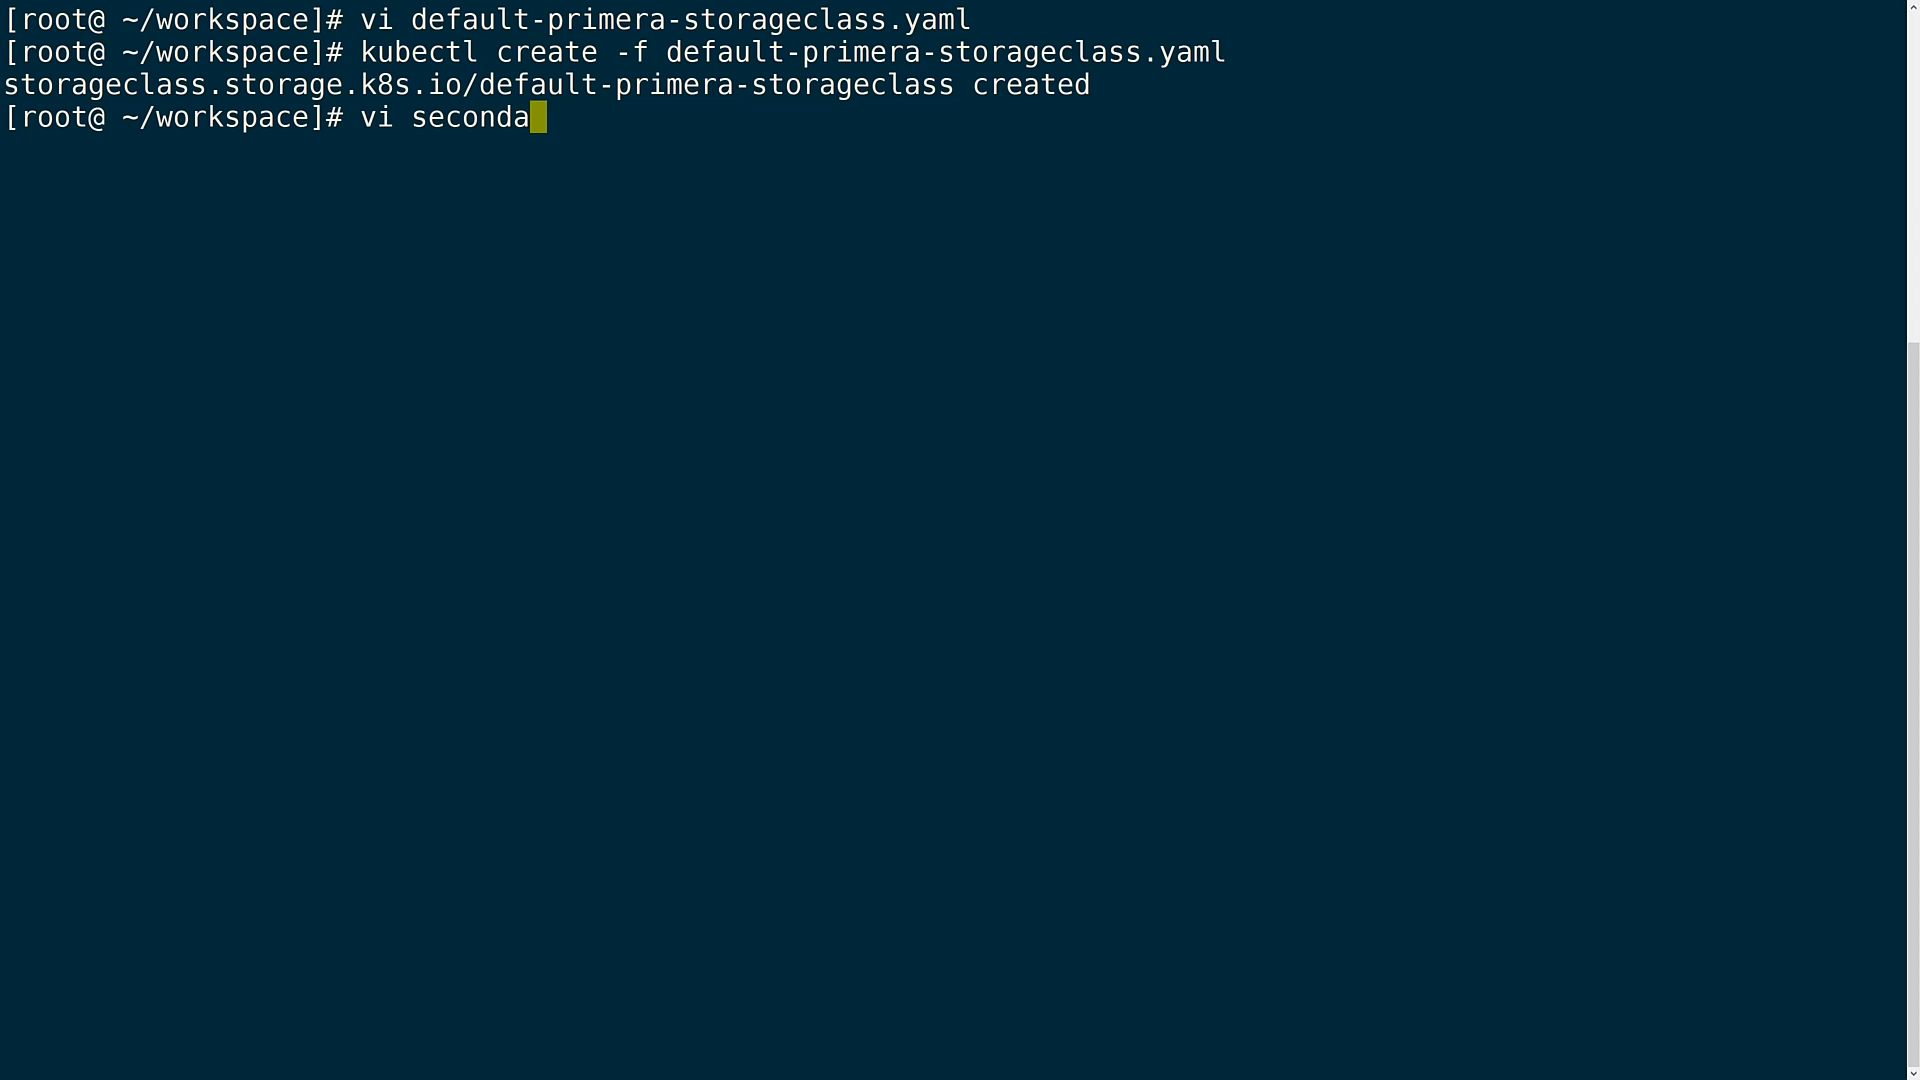 [root@ ~/workspace]# vi default-primera-storageclass.yaml
[root@ ~/workspace]# kubectl create -f default-primera-storageclass.yaml
storageclass.storage.k8s.io/default-primera-storageclass created
[root@ ~/workspace]# vi seconda